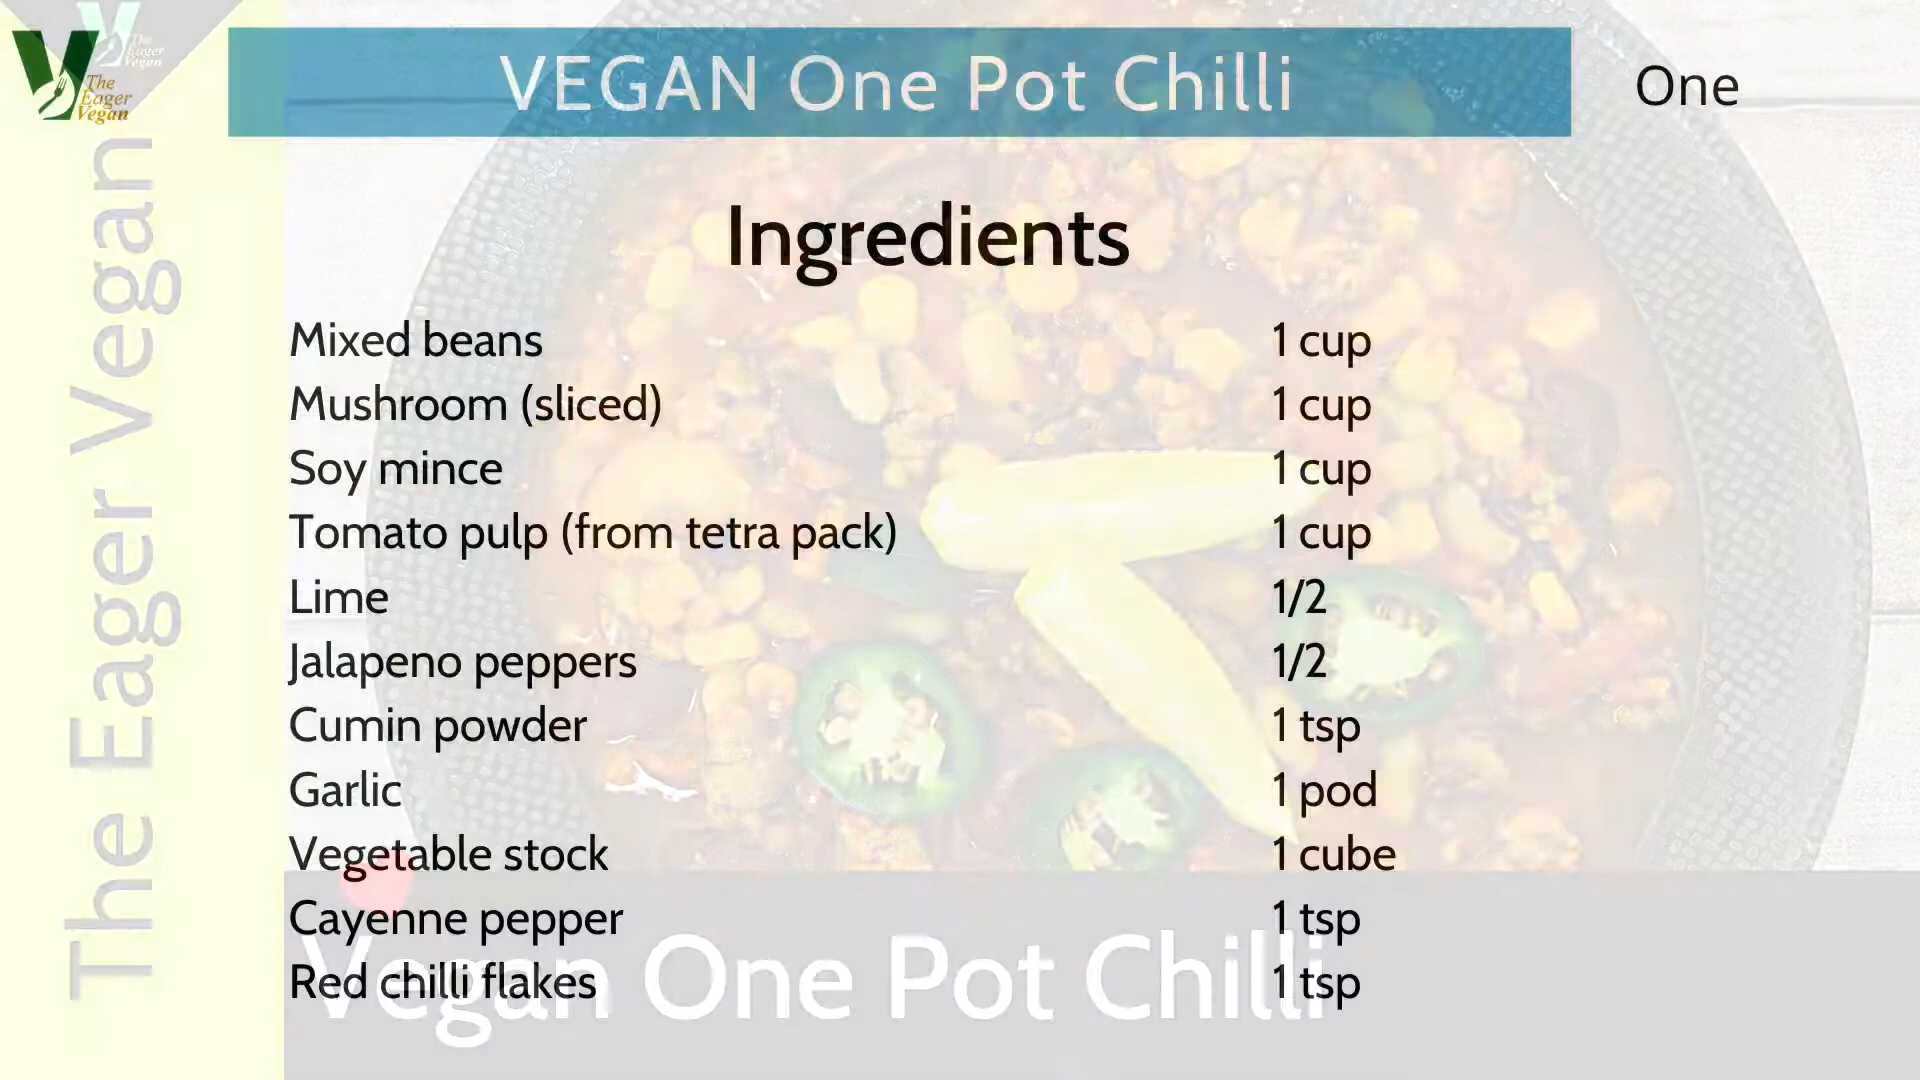 The
Eager
Vegan
The
Eager
Vegan
VEGAN One Pot Chilli
One
The Eager Vegan
Ingredients
Mixed beans 1 cup
Mushroom (sliced) 1 cup
Soy mince 1 cup
Tomato pulp (from tetra pack) 1 cup
Lime 1/2
Jalapeno peppers 1/2
Cumin powder 1 tsp
Garlic 1 pod
Vegetable stock 1 cube
Cayenne pepper 1 tsp
Red chilli flakes 1 tsp
Vegan One Pot Chilli